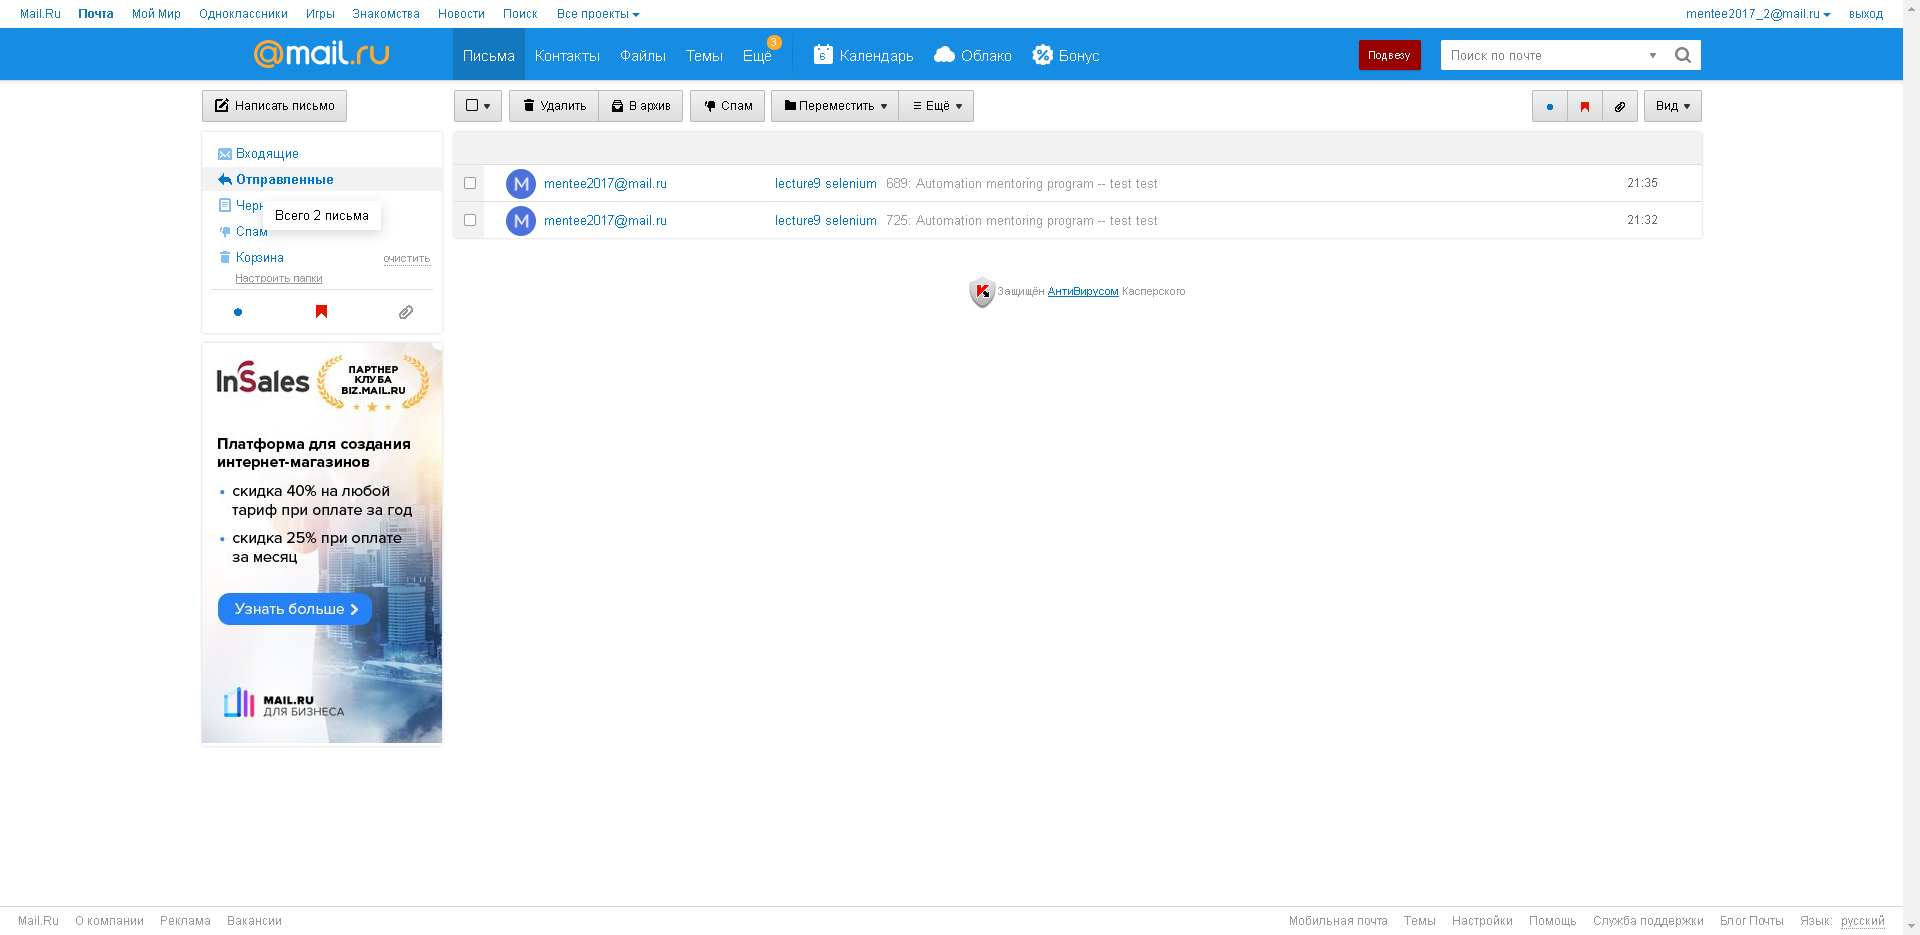 Mail.Ru Почта Мой Мир Одноклассники Игры Знакомства Новости Поиск Все проекты mentee2017_2@mail.ru выход
@mail.ru Письма Контакты Файлы Темы Ещё 3 6 Календарь Облако Бонус Подвезу Поиск по почте
Написать письмо Удалить В архив Спам Переместить Ещё Вид
Входящие
Отправленные
Черн
Всего 2 письма
Спам
Корзина очистить
Настроить папки
M mentee2017@mail.ru lecture9 selenium 689: Automation mentoring program -- test test 21:35
M mentee2017@mail.ru lecture9 selenium 725: Automation mentoring program -- test test 21:32
Защищён АнтиВирусом Касперского
InSales
ПАРТНЕР
КЛУБА
BIZ.MAIL.RU
Платформа для создания
интернет-магазинов
• скидка 40% на любой
тариф при оплате за год
• скидка 25% при оплате
за месяц
Узнать больше
MAIL.RU
ДЛЯ БИЗНЕСА
Mail.Ru О компании Реклама Вакансии Мобильная почта Темы Настройки Помощь Служба поддержки Блог Почты Язык: русский